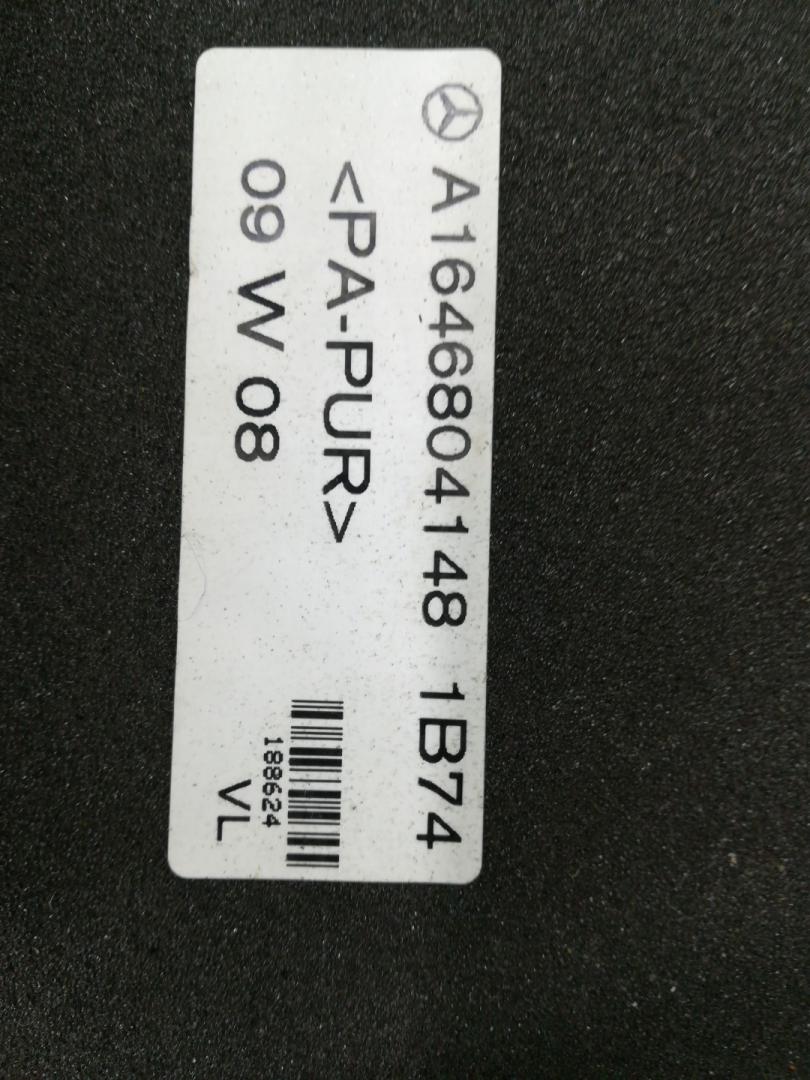 A1646804148 1B74
<PA-PUR>
09 W 08
188624
VL